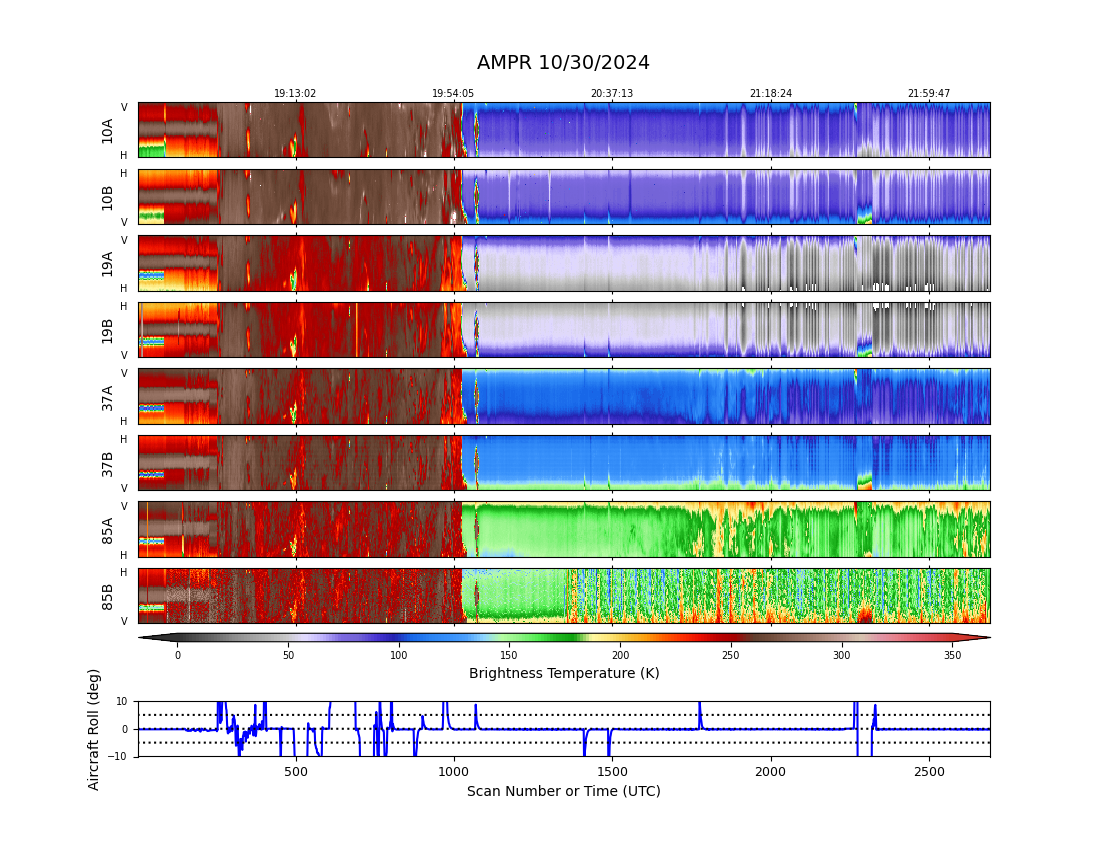 AMPR 10/30/2024
19:13:02 19:54:05 20:37:13 21:18:24 21:59:47
V
10A
H
H
10B
V
V
19A
H
H
19B
V
V
37A
H
H
37B
V
V
85A
H
H
85B
V
0 50 100 150 200 250 300 350
Brightness Temperature (K)
Aircraft Roll (deg)
10
0
−10
500 1000 1500 2000 2500
Scan Number or Time (UTC)